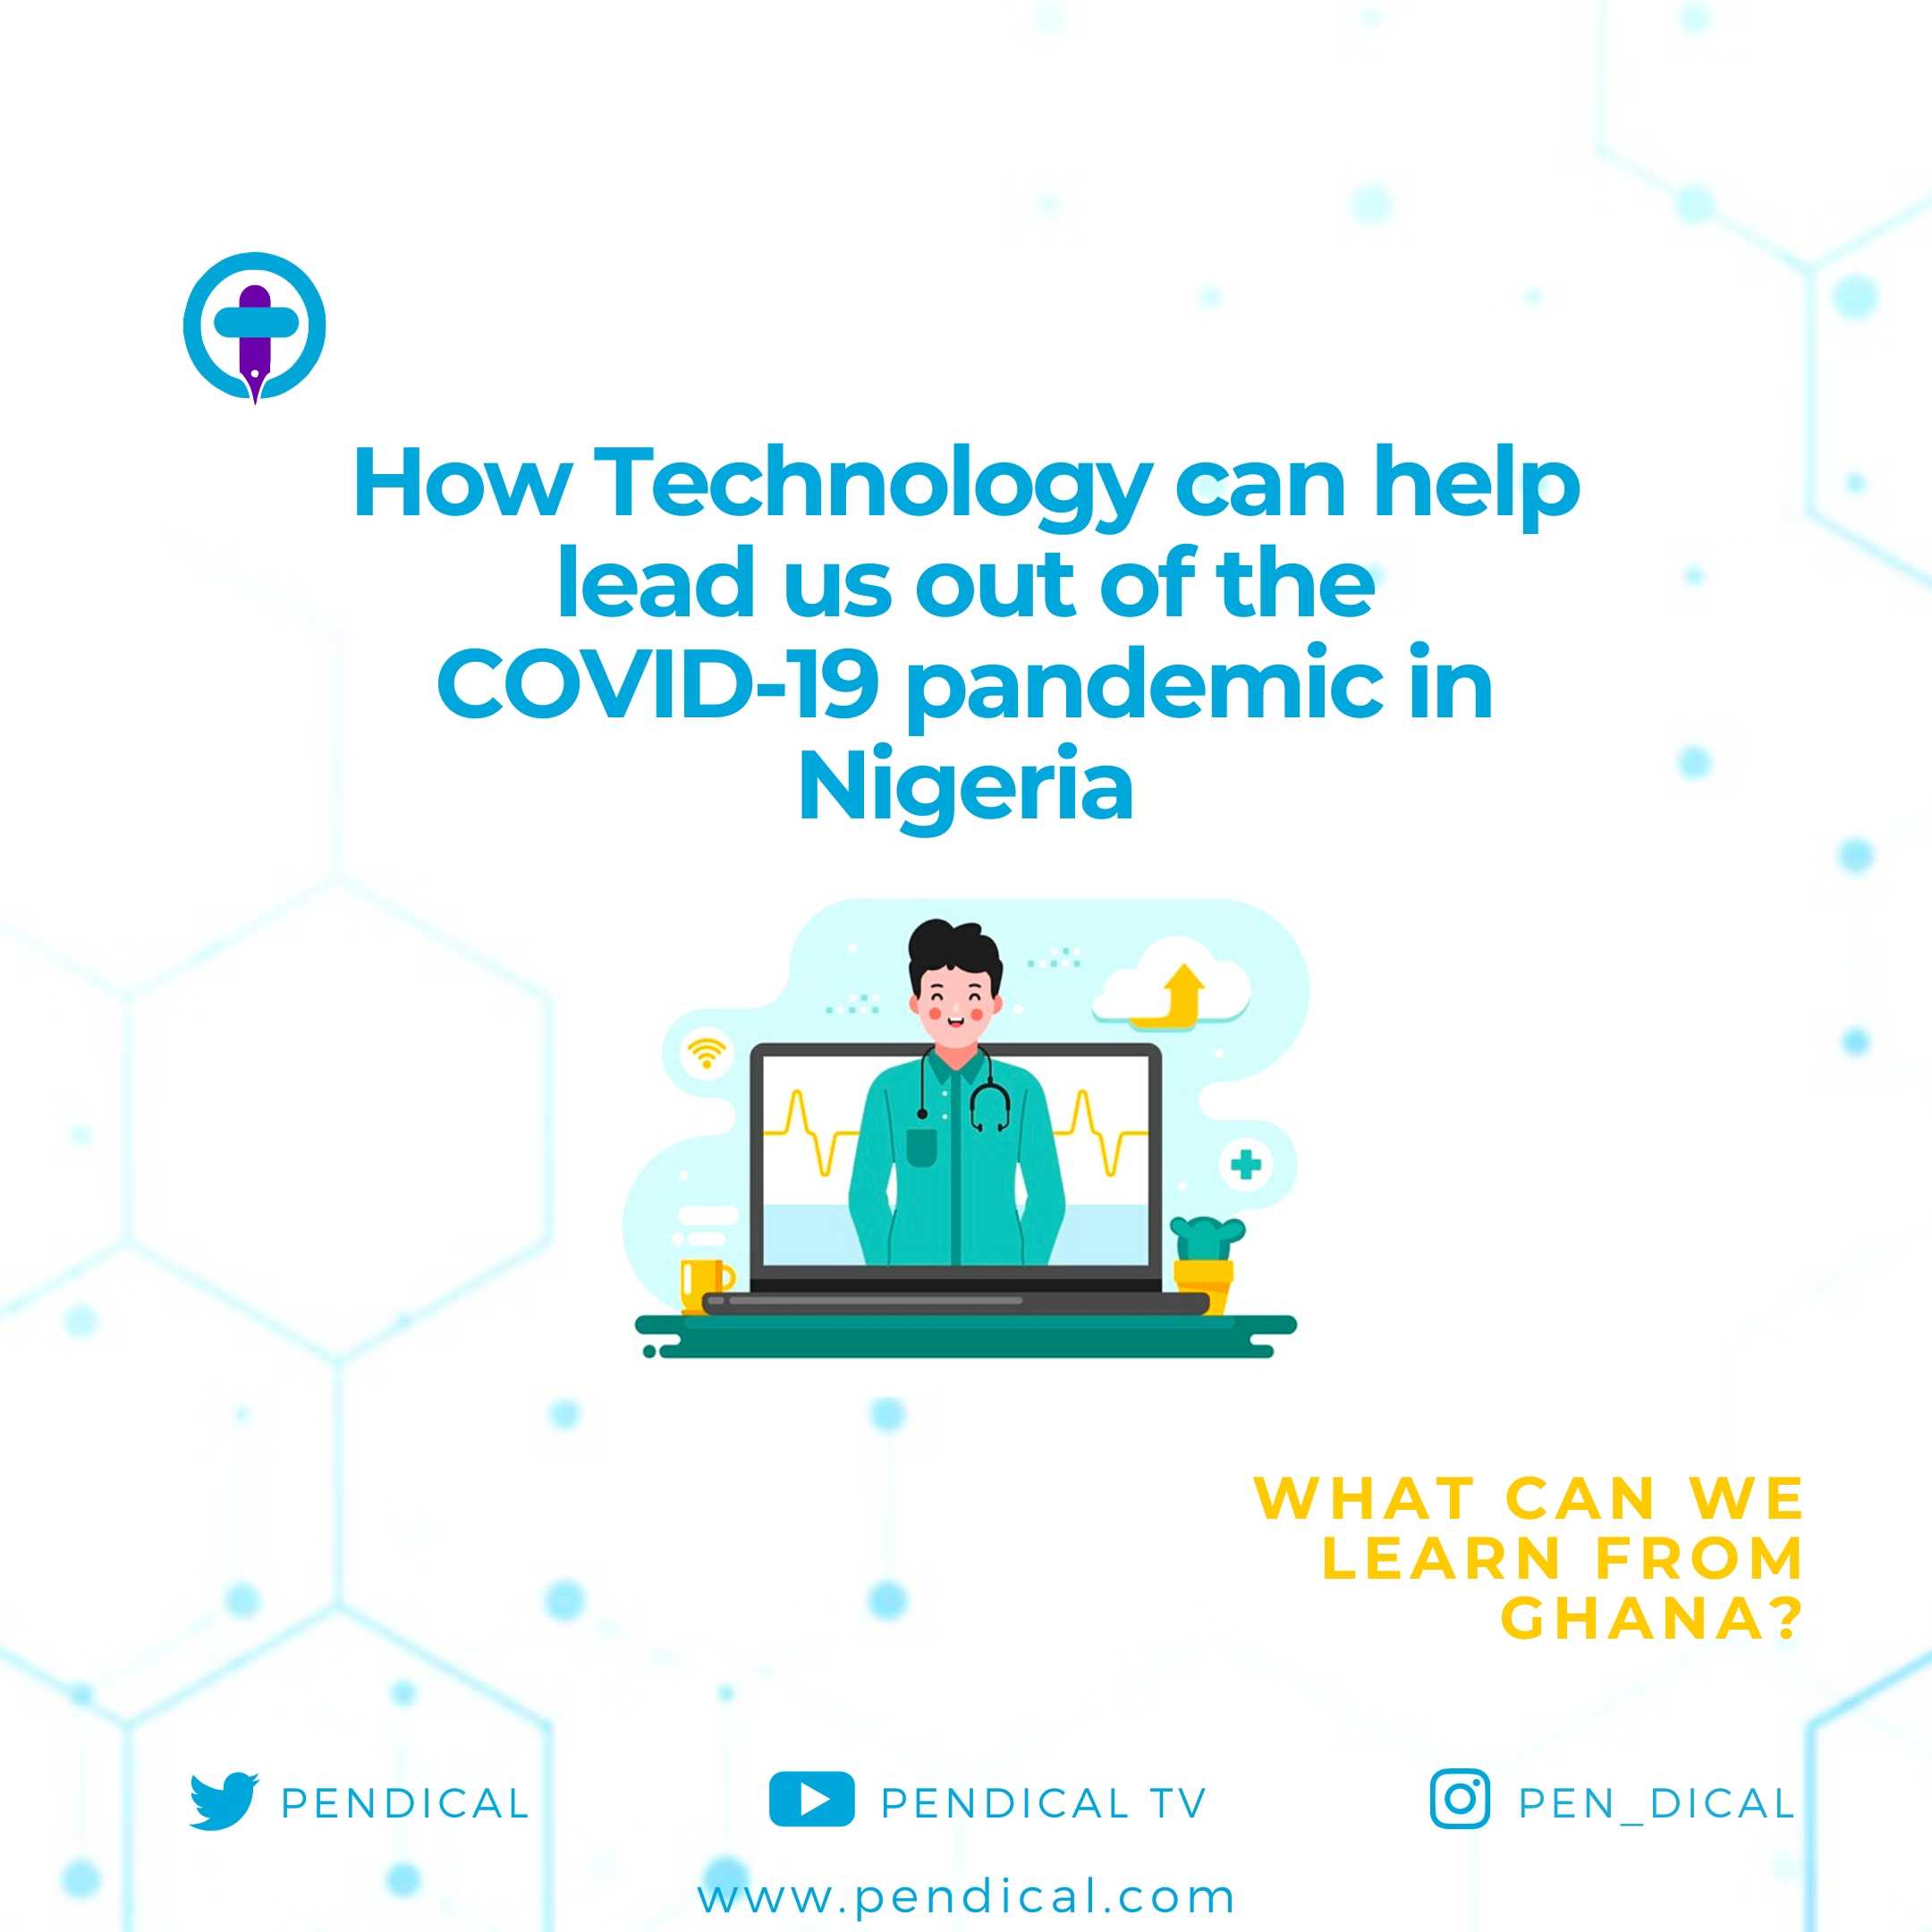 How Technology can help
lead us out of the
COVID-19 pandemic in
Nigeria
WHAT CAN WE
LEARN FROM
GHANA?
PENDICAL
PENDICAL TV
PEN_DICAL
www.pendical.com